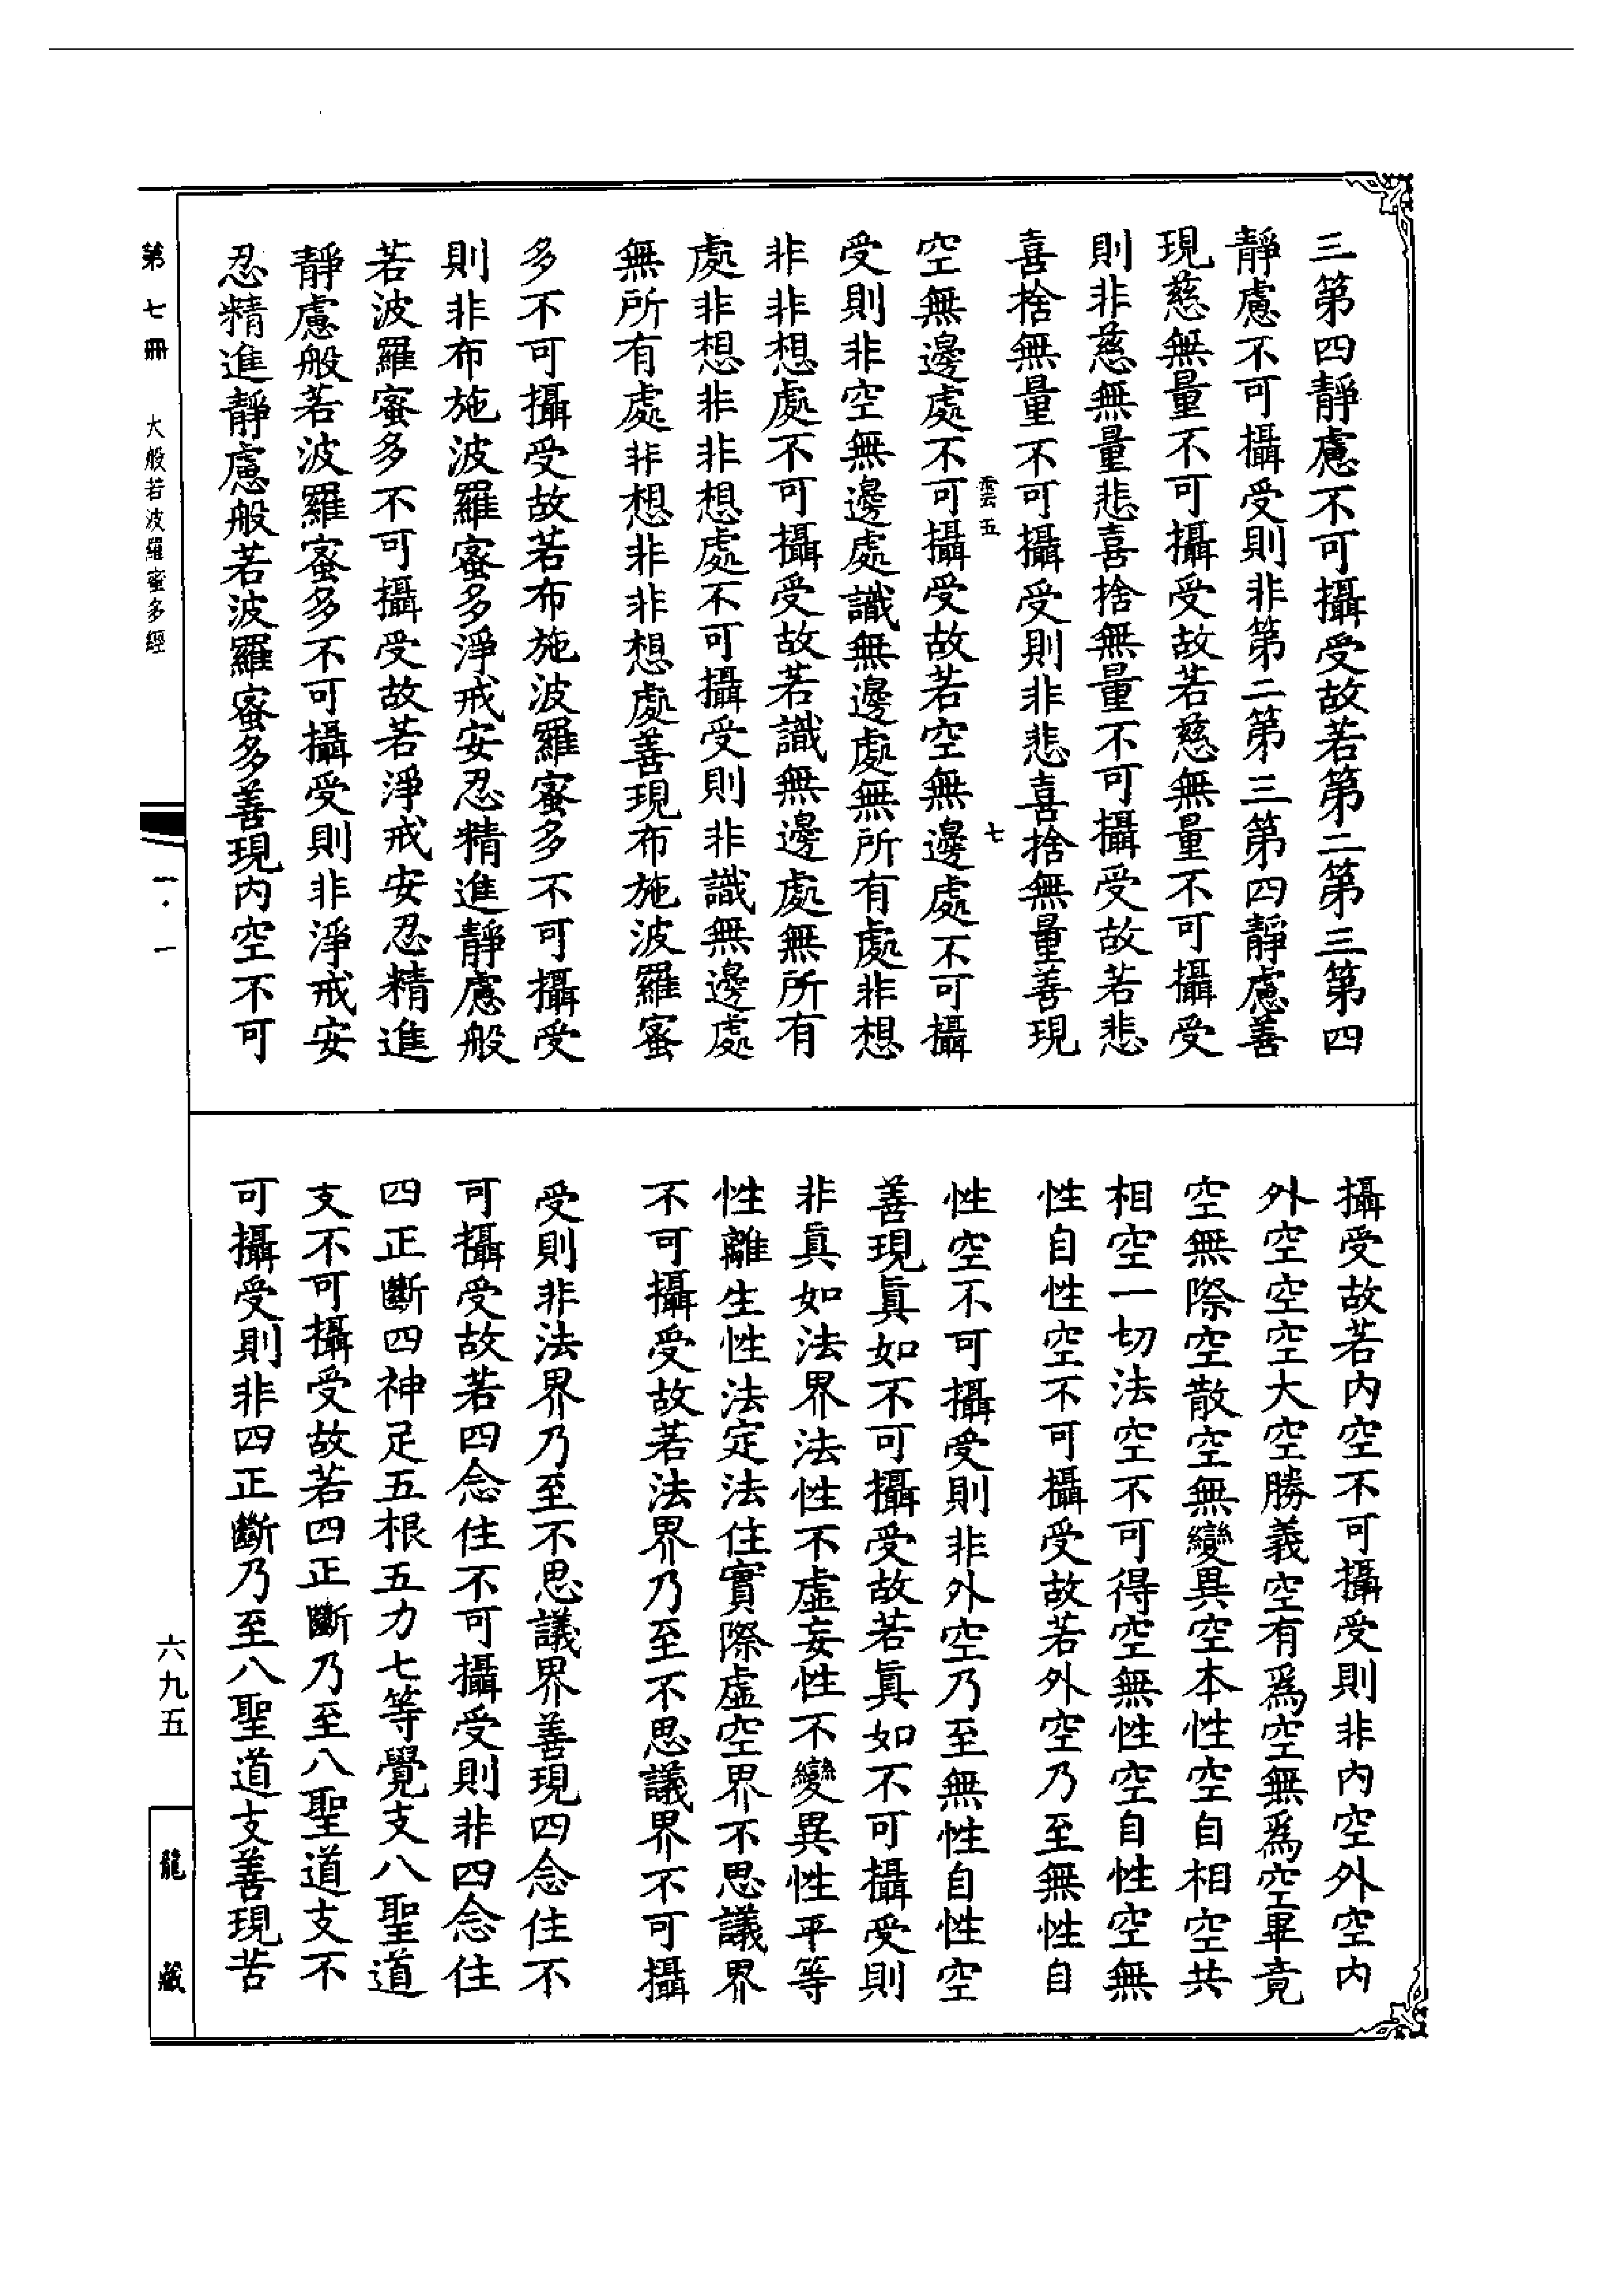 三第四靜慮不可攝受故若第二第三第四
靜慮不可攝受則非第二第三第四靜慮善
現慈無量不可攝受故若慈無量不可攝受
則非慈無量悲喜捨無量不可攝受故若悲
喜捨無量不可攝受則非悲喜捨無量善現
五 七
空無邊處不可攝受故若空無邊處不可攝
受則非空無邊處識無邊處無所有處非想
非非想處不可攝受故若識無邊處無所有
處非想非非想處不可攝受則非識無邊處
無所有處非想非非想處善現布施波羅蜜
多不可攝受故若布施波羅蜜多不可攝受
則非布施波羅蜜多淨戒安忍精進靜慮般
若波羅蜜多不可攝受故若淨戒安忍精進
靜慮般若波羅蜜多不可攝受則非淨戒安
忍精進靜慮般若波羅蜜多善現內空不可
攝受故若內空不可攝受則非內空外空內
外空空空大空勝義空有為空無為空畢竟
空無際空散空無變異空本性空自相空共
相空一切法空不可得空無性空自性空無
性自性空不可攝受故若外空乃至無性自
性空不可攝受則非外空乃至無性自性空
善現真如不可攝受故若真如不可攝受則
非真如法界法性不虛妄性不變異性平等
性離生性法定法住實際虛空界不思議界
不可攝受故若法界乃至不思議界不可攝
受則非法界乃至不思議界善現四念住不
可攝受故若四念住不可攝受則非四念住
四正斷四神足五根五力七等覺支八聖道
支不可攝受故若四正斷乃至八聖道支不
可攝受則非四正斷乃至八聖道支善現苦
第七冊 大般若波羅蜜多經 一·一 六九五 龍藏